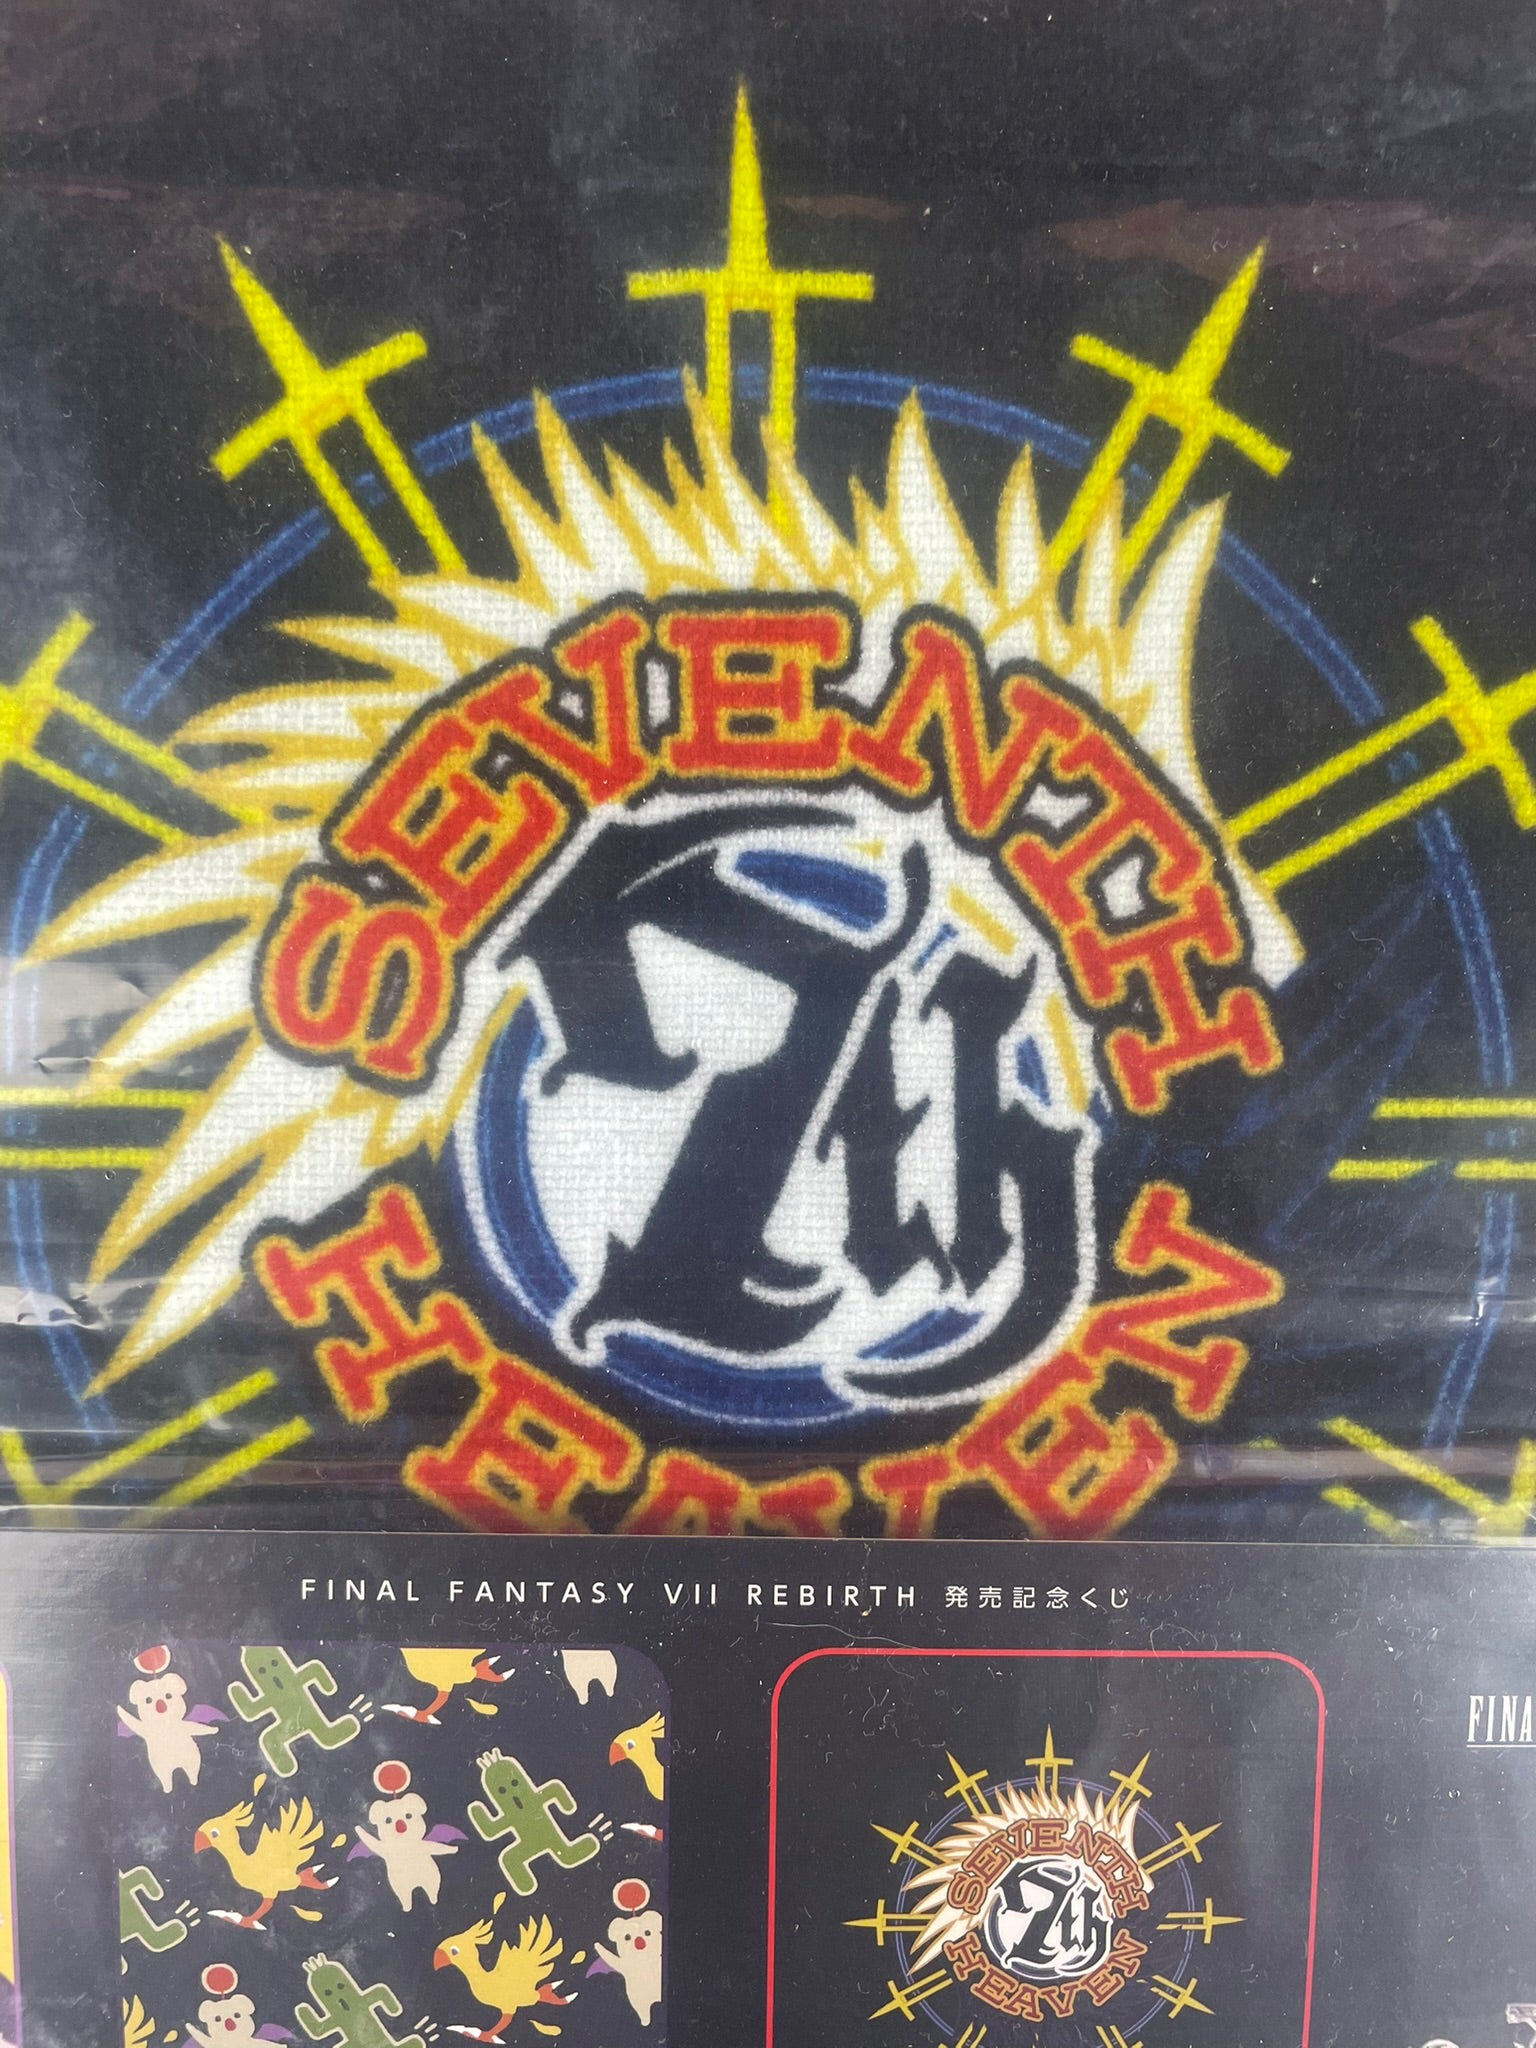 SEVENTH
7th
HEAVEN
FINAL FANTASY VII REBIRTH 発売記念くじ
SEVENTH
7th
HEAVEN